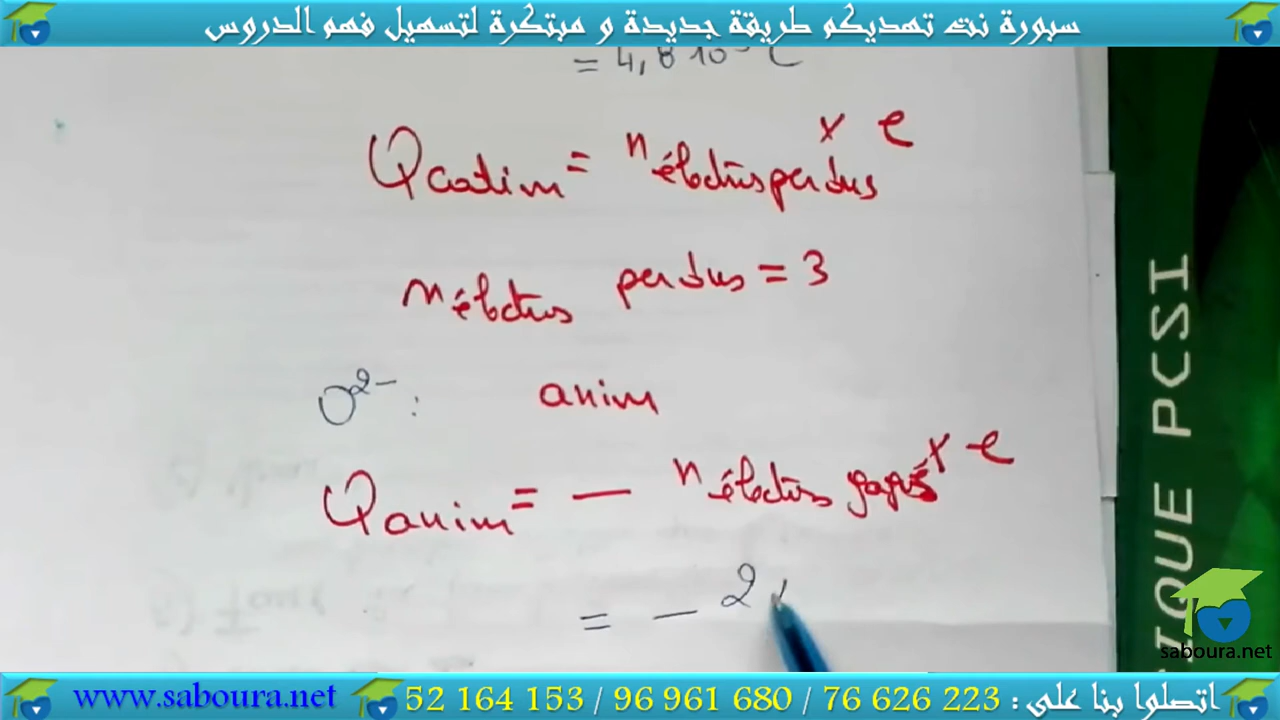 سبورة نت تهديكم طريقة جديدة و مبتكرة لتسهيل فهم الدروس
= 4,8 10
Qcation = n électrons perdus × e
n électrons perdus = 3
O²⁻ : anion
Qanion = — n électrons gagnés × e
= — 2
IQUE PCSI
saboura.net
www.saboura.net
52 164 153 / 96 961 680 / 76 626 223 : اتصلوا بنا على